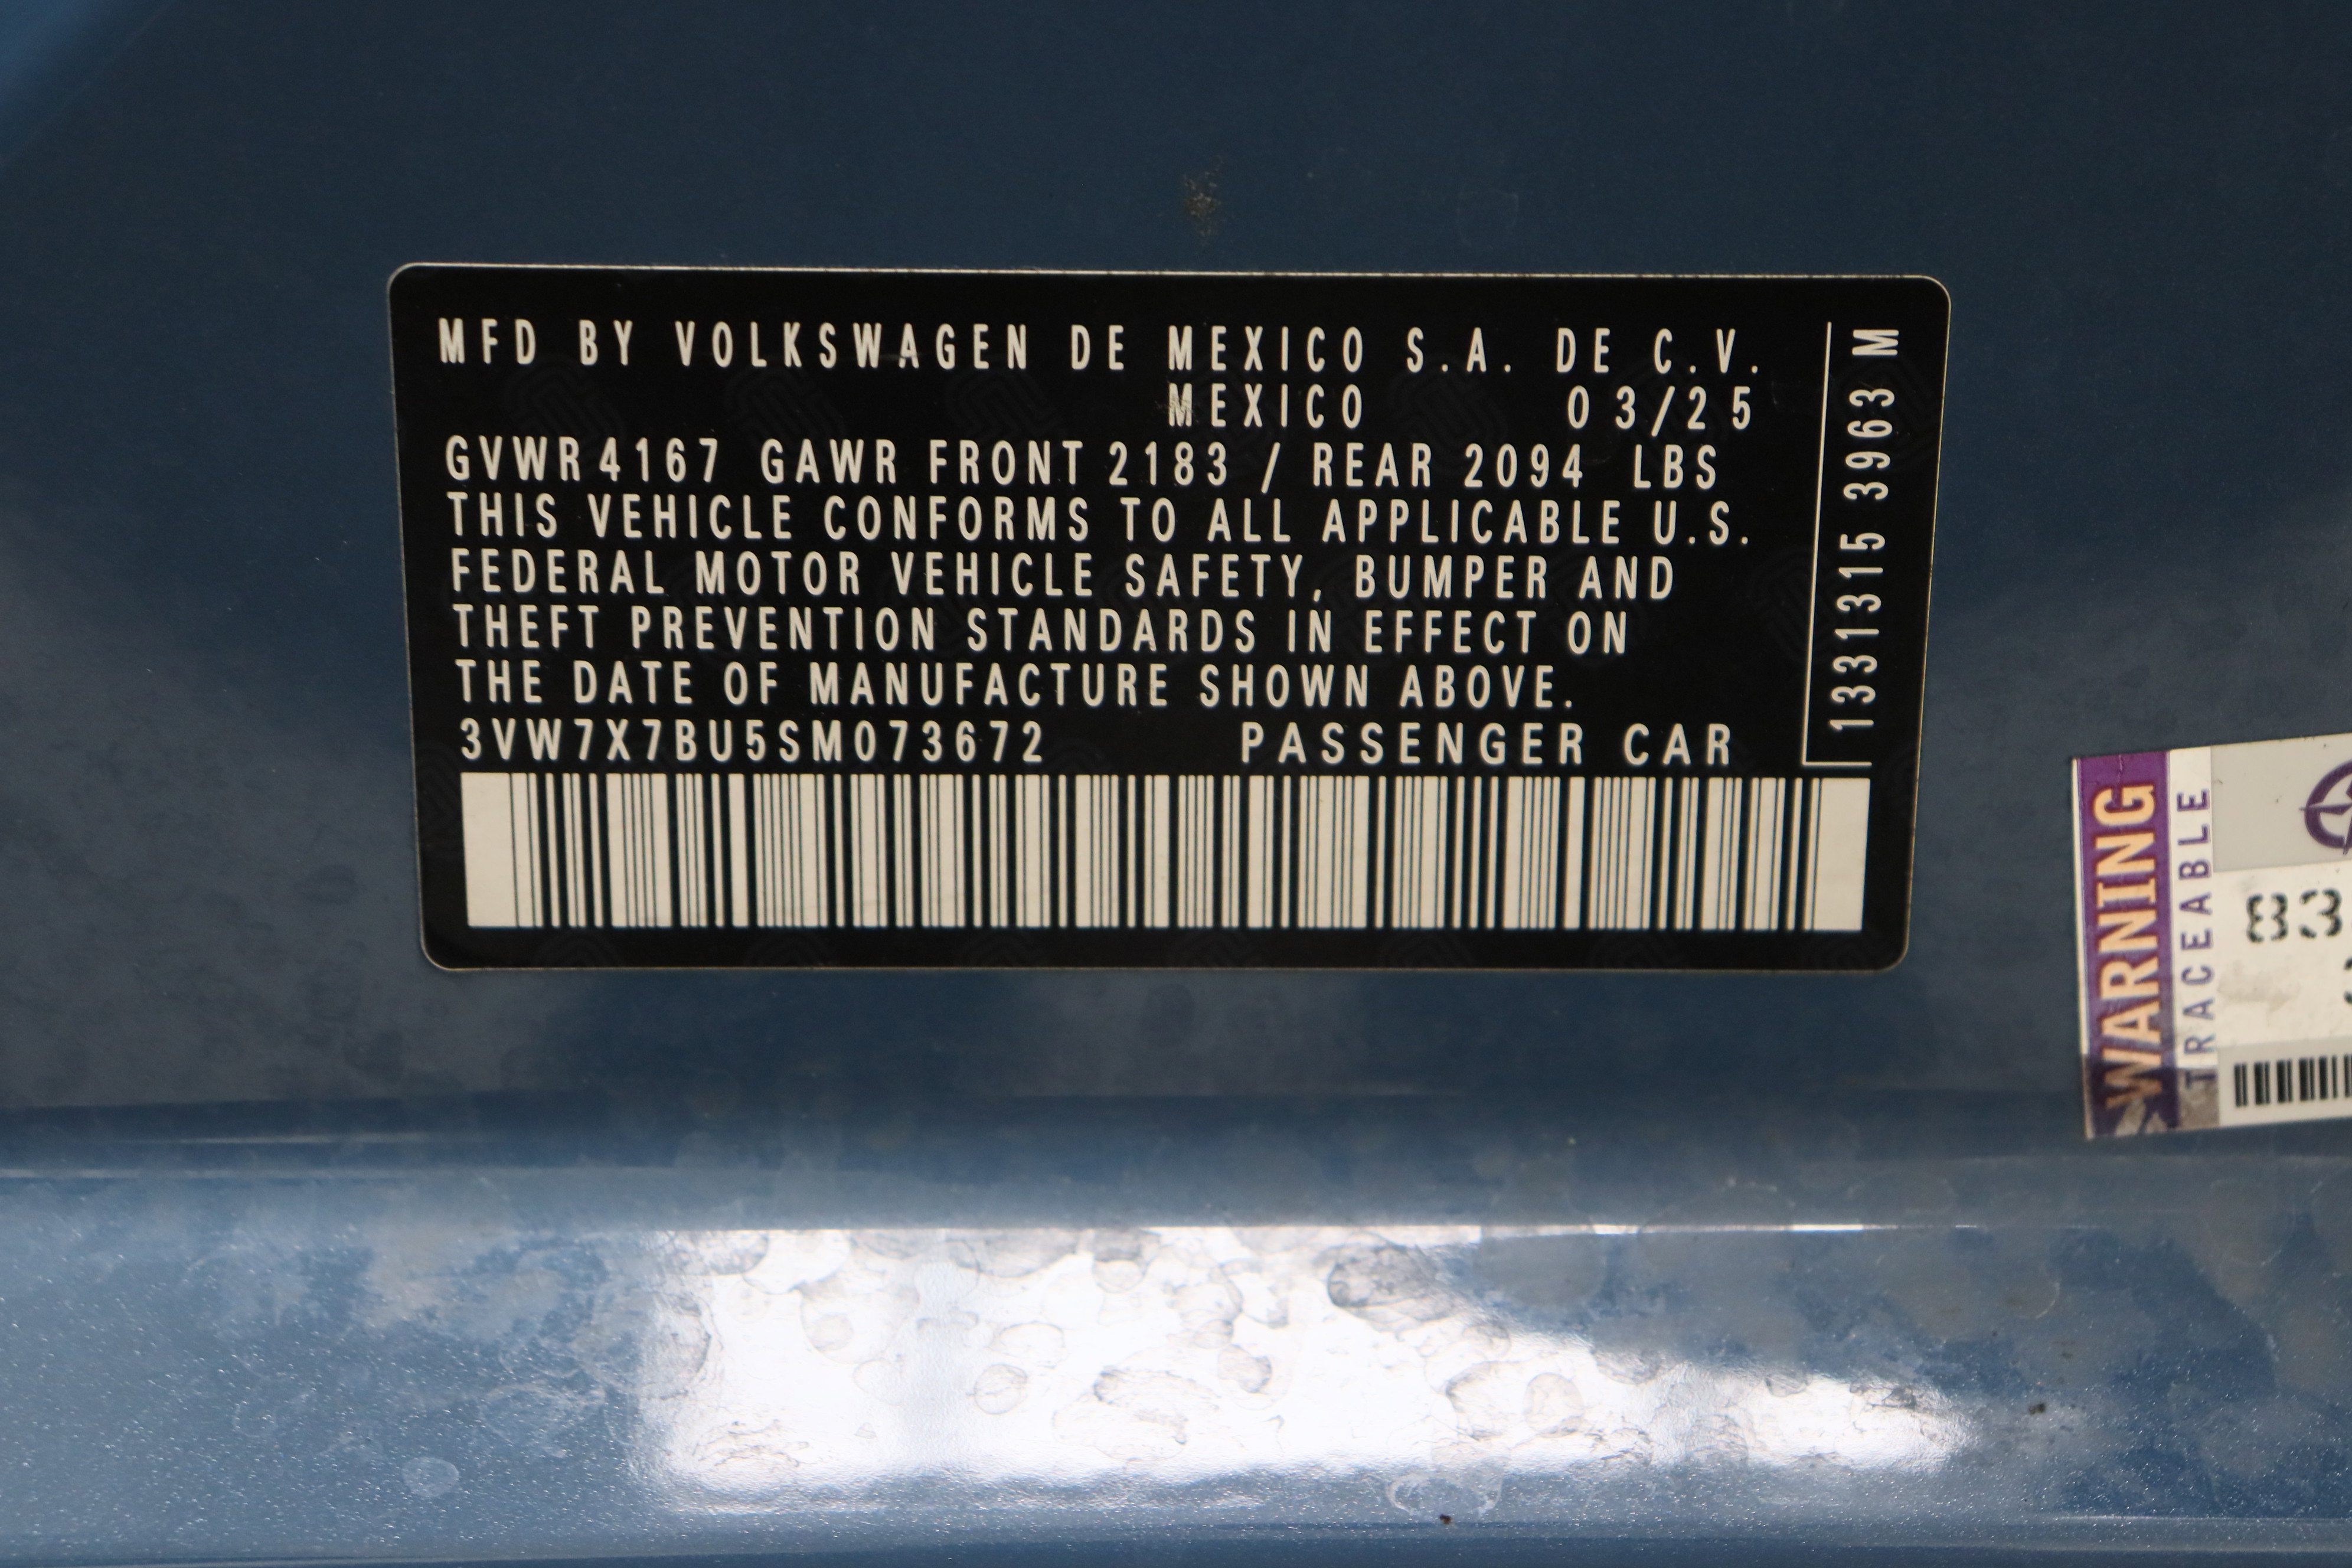 MFD BY VOLKSWAGEN DE MEXICO S.A. DE C.V.
MEXICO 03/25
GVWR 4167 GAWR FRONT 2183 / REAR 2094 LBS
THIS VEHICLE CONFORMS TO ALL APPLICABLE U.S.
FEDERAL MOTOR VEHICLE SAFETY, BUMPER AND
THEFT PREVENTION STANDARDS IN EFFECT ON
THE DATE OF MANUFACTURE SHOWN ABOVE.
3VW7X7BU5SM073672 PASSENGER CAR
1331315 3963 M
WARNING
TRACEABLE
83